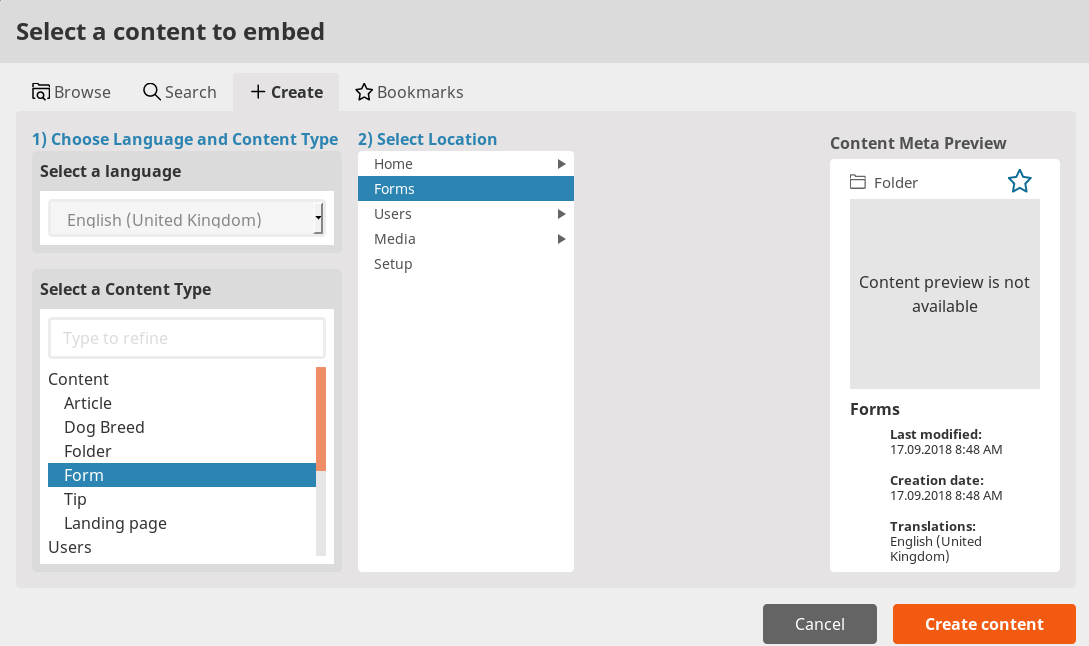 Select a content to embed
Browse
Search
Create
Bookmarks
1) Choose Language and Content Type
Select a language
English (United Kingdom)
Select a Content Type
Type to refine
Content
Article
Dog Breed
Folder
Form
Tip
Landing page
Users
2) Select Location
Home
Forms
Users
Media
Setup
Content Meta Preview
Folder
Content preview is not
available
Forms
Last modified:
17.09.2018 8:48 AM
Creation date:
17.09.2018 8:48 AM
Translations:
English (United
Kingdom)
Cancel
Create content